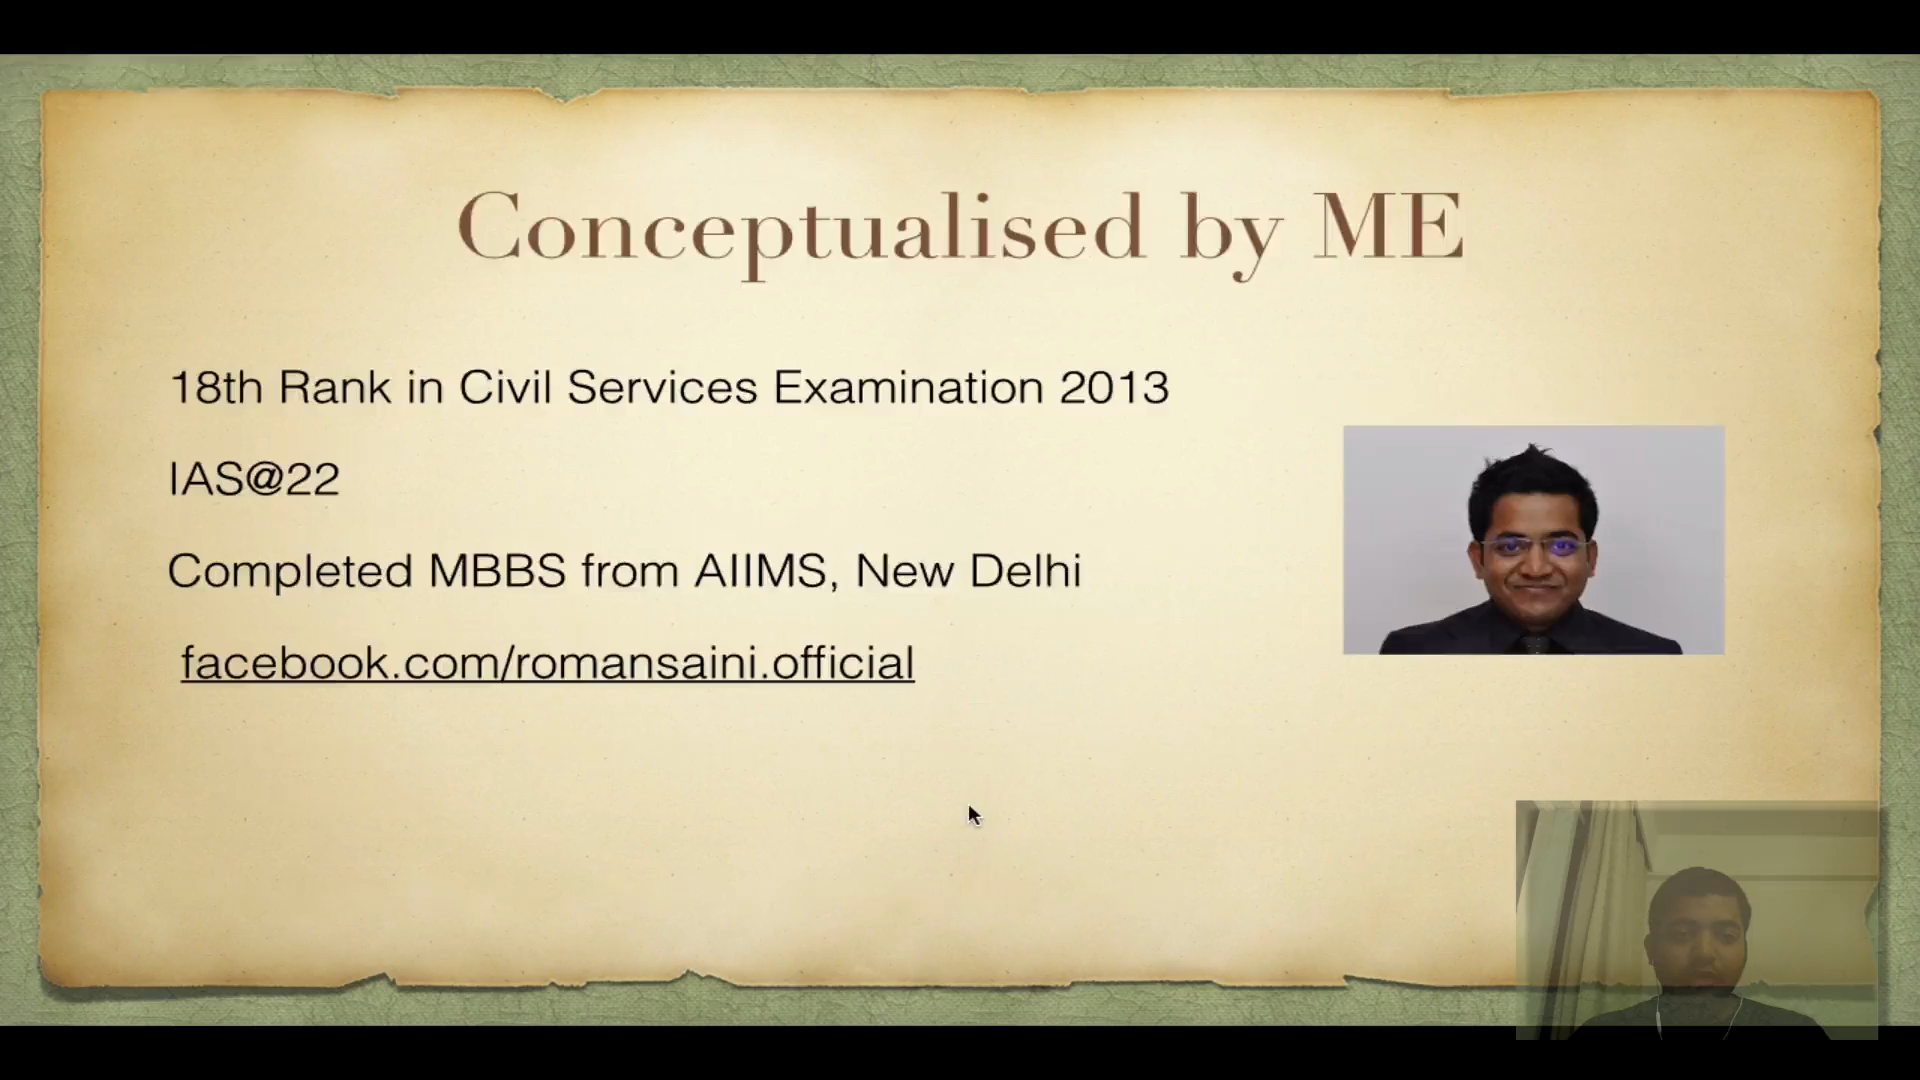 Conceptualised by ME
18th Rank in Civil Services Examination 2013
IAS@22
Completed MBBS from AIIMS, New Delhi
facebook.com/romansaini.official